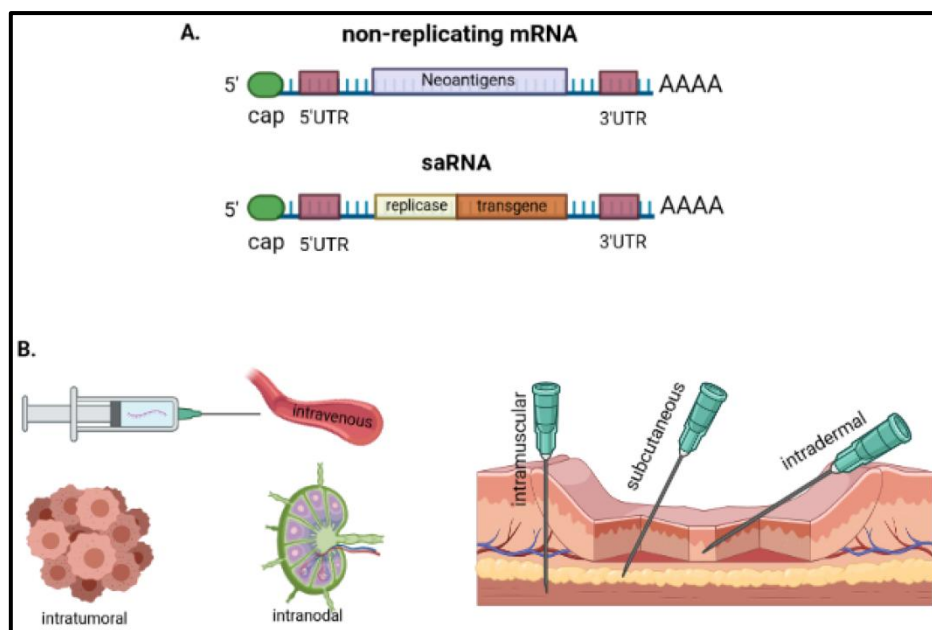 A.
non-replicating mRNA
5' Neoantigens AAAA
cap 5'UTR 3'UTR
saRNA
5' replicase transgene AAAA
cap 5'UTR 3'UTR
B.
intravenous
intramuscular
subcutaneous
intradermal
intratumoral
intranodal